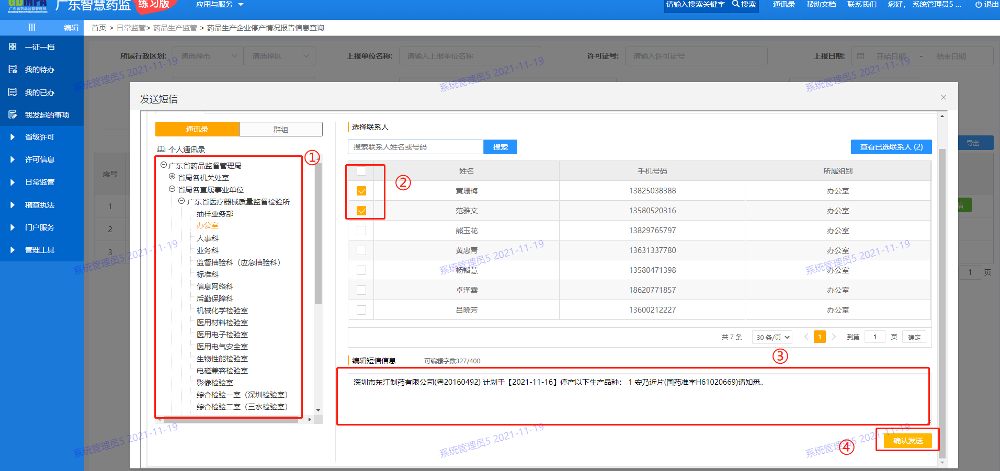 GDMPA
广东省药品监督管理局
Guangdong Medical Products Administration
广东智慧药监
练习版
应用与服务
请输入搜索关键字
搜索
通讯录
帮助文档
联系我们
您好， 系统管理员5 ...
退出
编辑
首页 > 日常监管> 药品生产监管 > 药品生产企业停产情况报告信息查询
一证一档
我的待办
我的已办
我发起的事项
省级许可
许可信息
日常监管
稽查执法
门户服务
管理工具
所属行政区划: 请选择市 请选择区
上报单位名称: 请输入上报单位名称
许可证号: 请输入许可证号
上报日期: 开始日期 - 结束日期
导出
序号
1
2
3
信
1 页
发送短信
通讯录
群组
个人通讯录
广东省药品监督管理局
省局各机关处室
省局各直属事业单位
广东省医疗器械质量监督检验所
抽样业务部
办公室
人事科
业务科
监督抽验科（应急抽验科）
标准科
信息网络科
后勤保障科
机械化学检验室
医用材料检验室
医用电子检验室
医用电气安全室
生物性能检验室
电磁兼容检验室
影像检验室
综合检验一室（深圳检验室）
综合检验二室（三水检验室）
①
选择联系人
搜索联系人姓名或号码
搜索
查看已选联系人 (2)
姓名 手机号码 所属组别
黄珊梅 13825038388 办公室
范雅文 13580520316 办公室
熊玉花 13829765797 办公室
黄惠青 13631337780 办公室
杨韬慧 13580471398 办公室
卓泽霖 18620771857 办公室
吕晓芳 13600212227 办公室
②
共 7 条 30 条/页 1 到第 1 页 确定
③
编辑短信信息 可编辑字数327/400
深圳市东江制药有限公司(粤20160492) 计划于【2021-11-16】停产以下生产品种： 1 安乃近片(国药准字H61020669)请知悉。
④
确认发送
系统管理员5 2021-11-19
系统管理员5 2021-11-19
系统管理员5 2021-11-19
系统管理员5 2021-11-19
系统管理员5 2021-11-19
系统管理员5 2021-11-19
系统管理员5 2021-11-19
系统管理员5 2021-11-19
系统管理员5 2021-11-19